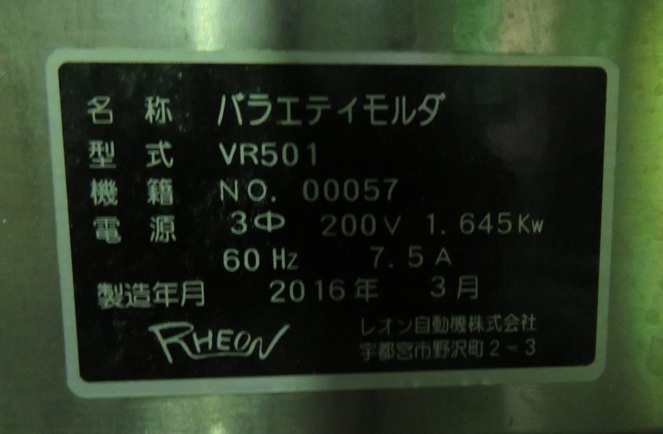 名 称 バラエティモルダ
型 式 VR501
機 籍 NO. 00057
電 源 3Φ 200V 1.645Kw
60 Hz 7.5A
製造年月 2016年 3月
RHEON
レオン自動機株式会社
宇都宮市野沢町2-3